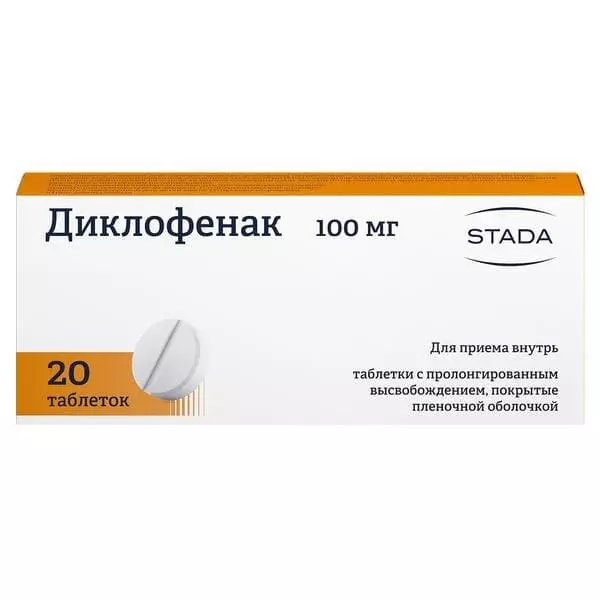 Диклофенак 100 мг
STADA
Для приема внутрь
таблетки с пролонгированным
высвобождением, покрытые
пленочной оболочкой
20
таблеток